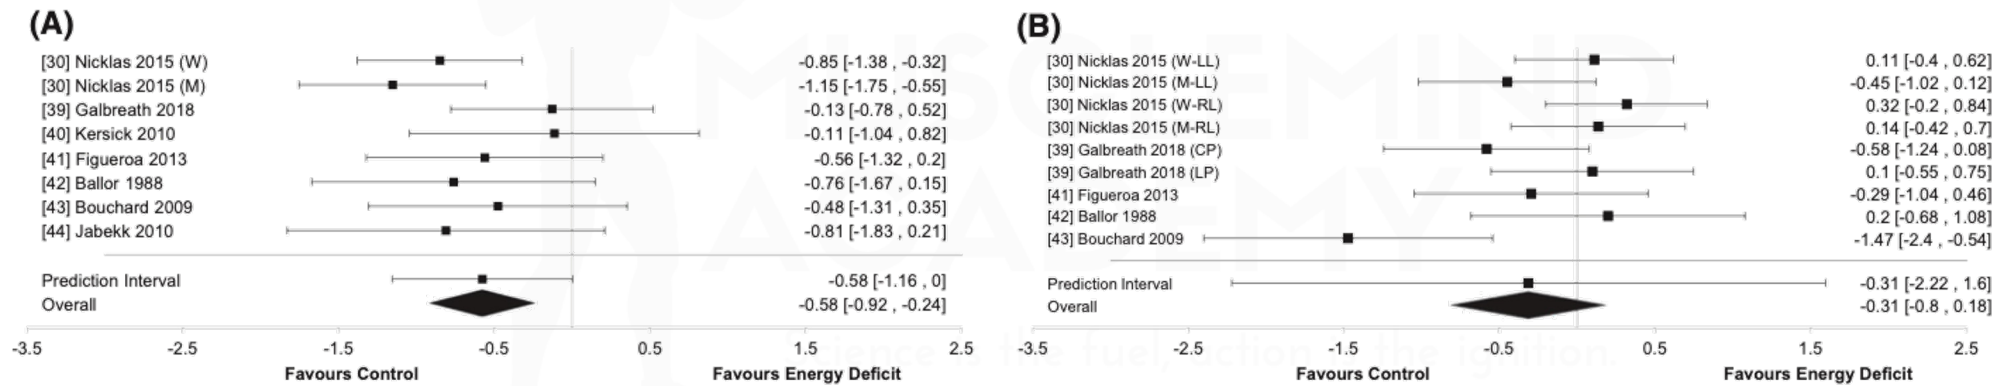 (A)
[30] Nicklas 2015 (W) -0.85 [-1.38 , -0.32]
[30] Nicklas 2015 (M) -1.15 [-1.75 , -0.55]
[39] Galbreath 2018 -0.13 [-0.78 , 0.52]
[40] Kersick 2010 -0.11 [-1.04 , 0.82]
[41] Figueroa 2013 -0.56 [-1.32 , 0.2]
[42] Ballor 1988 -0.76 [-1.67 , 0.15]
[43] Bouchard 2009 -0.48 [-1.31 , 0.35]
[44] Jabekk 2010 -0.81 [-1.83 , 0.21]
Prediction Interval -0.58 [-1.16 , 0]
Overall -0.58 [-0.92 , -0.24]
-3.5 -2.5 -1.5 -0.5 0.5 1.5 2.5
Favours Control Favours Energy Deficit
(B)
[30] Nicklas 2015 (W-LL) 0.11 [-0.4 , 0.62]
[30] Nicklas 2015 (M-LL) -0.45 [-1.02 , 0.12]
[30] Nicklas 2015 (W-RL) 0.32 [-0.2 , 0.84]
[30] Nicklas 2015 (M-RL) 0.14 [-0.42 , 0.7]
[39] Galbreath 2018 (CP) -0.58 [-1.24 , 0.08]
[39] Galbreath 2018 (LP) 0.1 [-0.55 , 0.75]
[41] Figueroa 2013 -0.29 [-1.04 , 0.46]
[42] Ballor 1988 0.2 [-0.68 , 1.08]
[43] Bouchard 2009 -1.47 [-2.4 , -0.54]
Prediction Interval -0.31 [-2.22 , 1.6]
Overall -0.31 [-0.8 , 0.18]
-3.5 -2.5 -1.5 -0.5 0.5 1.5 2.5
Favours Control Favours Energy Deficit
MUSCLEMIND
ACADEMY
Science is the fuel, action is the ignition.